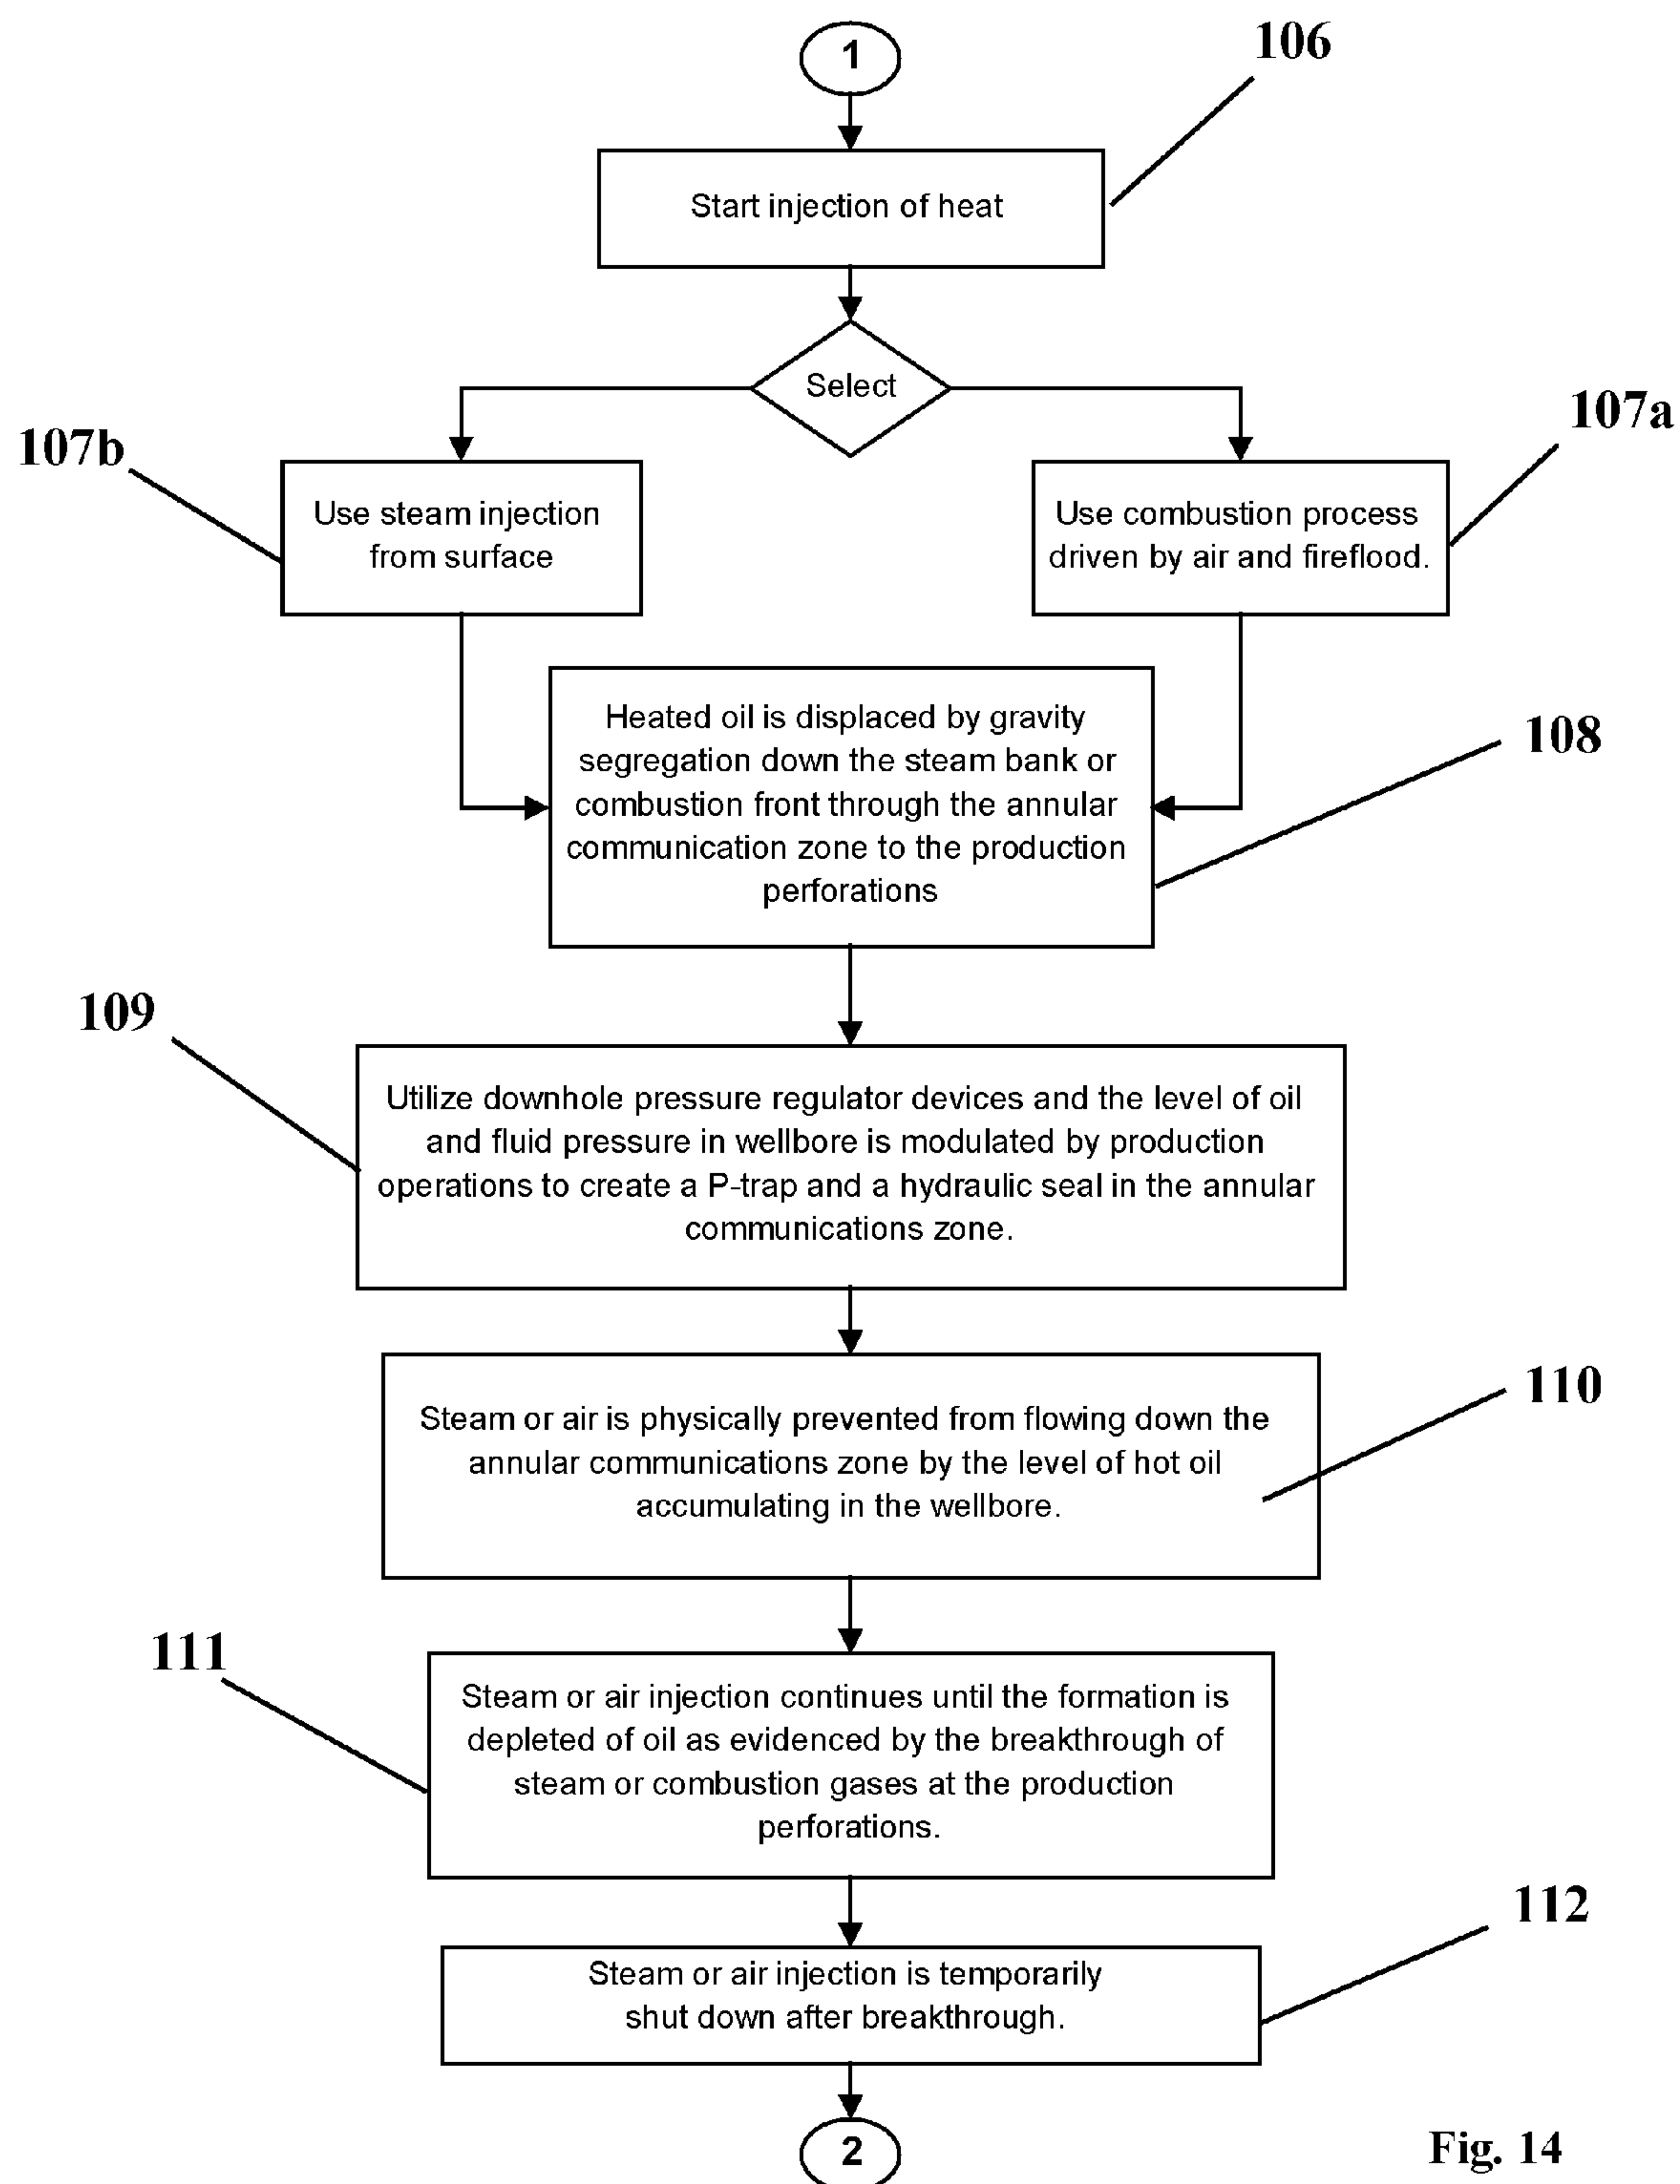 1
106
Start injection of heat
Select
107a
107b
Use steam injection
from surface
Use combustion process
driven by air and fireflood.
Heated oil is displaced by gravity
segregation down the steam bank or
combustion front through the annular
communication zone to the production
perforations
108
109
Utilize downhole pressure regulator devices and the level of oil
and fluid pressure in wellbore is modulated by production
operations to create a P-trap and a hydraulic seal in the annular
communications zone.
110
Steam or air is physically prevented from flowing down the
annular communications zone by the level of hot oil
accumulating in the wellbore.
111
Steam or air injection continues until the formation is
depleted of oil as evidenced by the breakthrough of
steam or combustion gases at the production
perforations.
112
Steam or air injection is temporarily
shut down after breakthrough.
2
Fig. 14